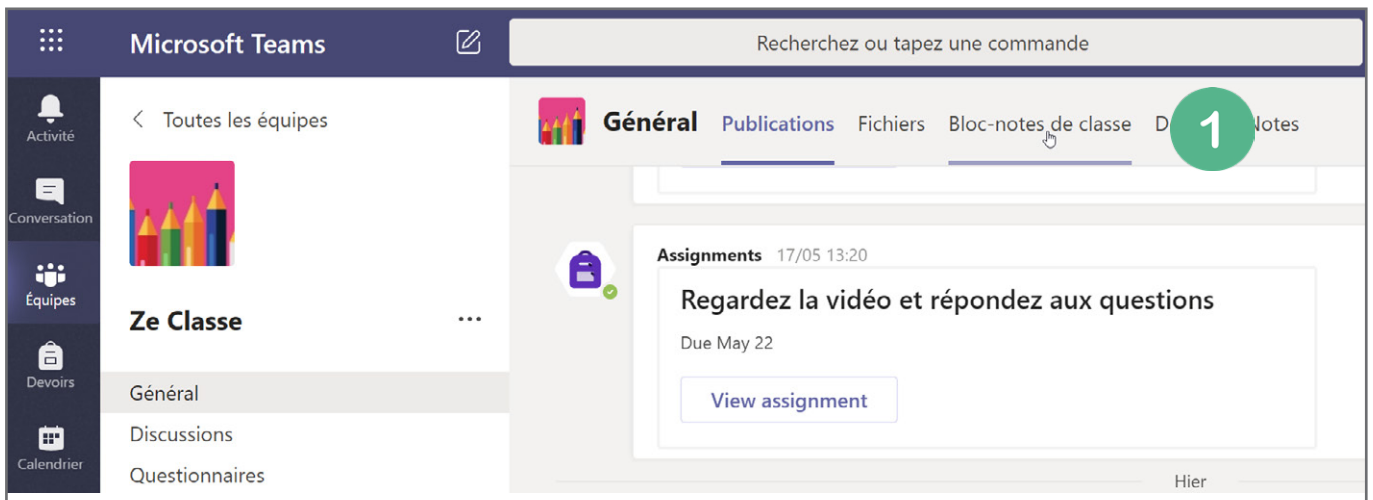 Microsoft Teams
Recherchez ou tapez une commande
Activité
Conversation
Équipes
Devoirs
Calendrier
Toutes les équipes
Ze Classe
Général
Discussions
Questionnaires
Général Publications Fichiers Bloc-notes de classe 1
Assignments 17/05 13:20
Regardez la vidéo et répondez aux questions
Due May 22
View assignment
Hier